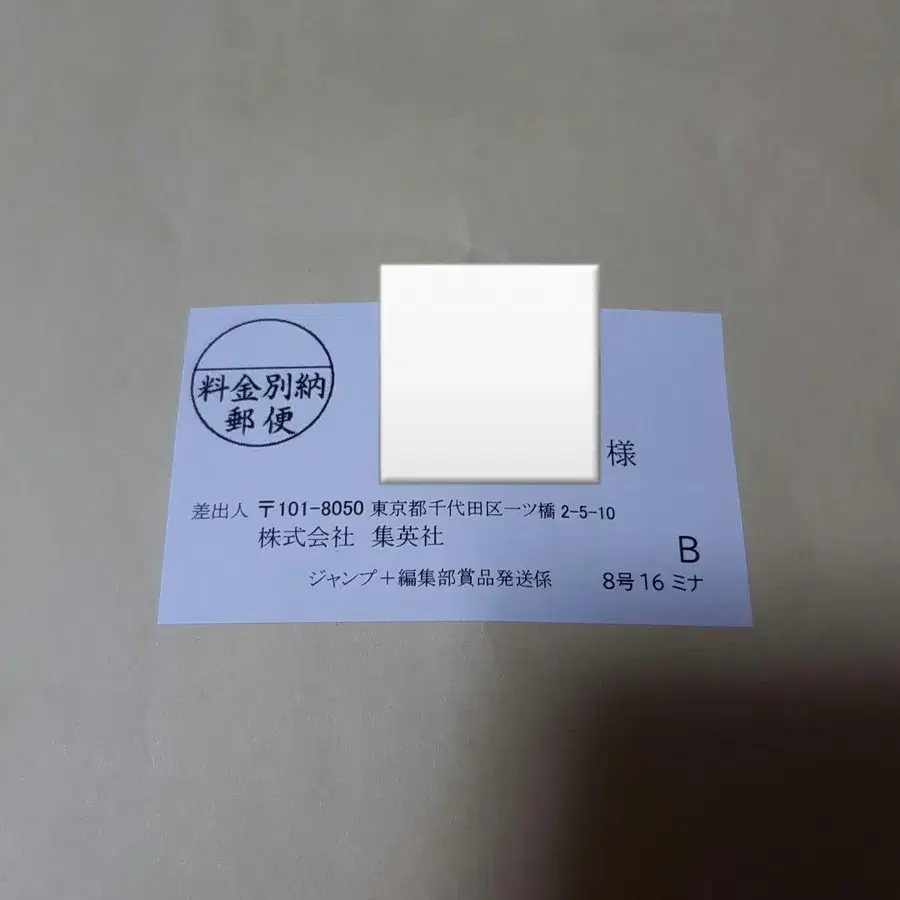 料金別納
郵便
様
差出人 〒101-8050 東京都千代田区一ツ橋 2-5-10
株式会社 集英社
B
ジャンプ+編集部賞品発送係 8号 16 ミナ